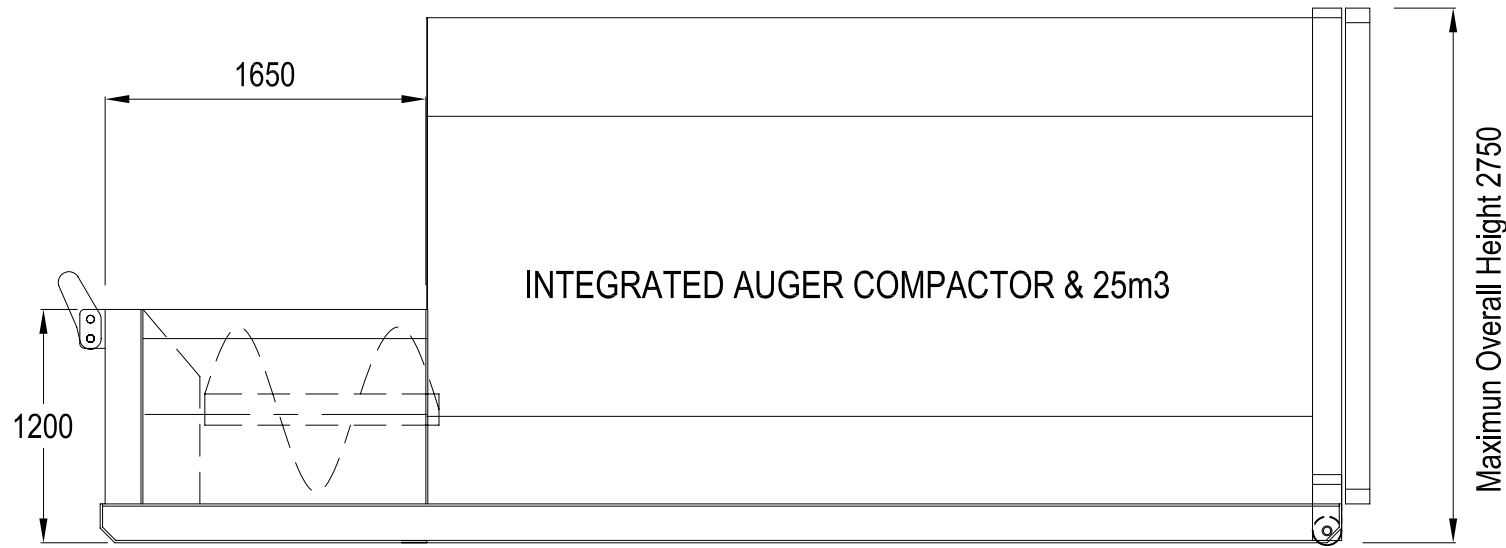 1650
INTEGRATED AUGER COMPACTOR & 25m3
1200
Maximun Overall Height 2750